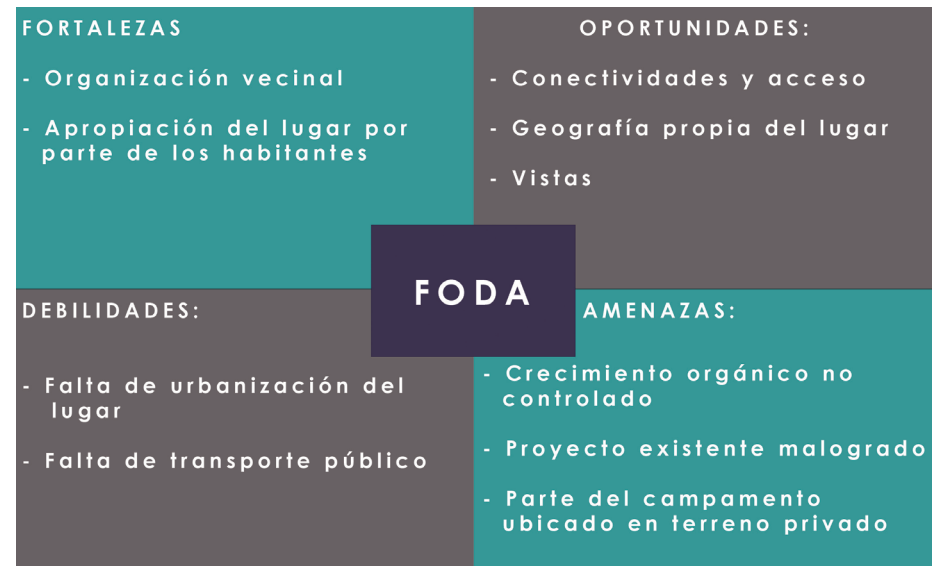 FORTALEZAS
- Organización vecinal
- Apropiación del lugar por
parte de los habitantes
OPORTUNIDADES:
- Conectividades y acceso
- Geografía propia del lugar
- Vistas
FODA
DEBILIDADES:
- Falta de urbanización del
lugar
- Falta de transporte público
AMENAZAS:
- Crecimiento orgánico no
controlado
- Proyecto existente malogrado
- Parte del campamento
ubicado en terreno privado